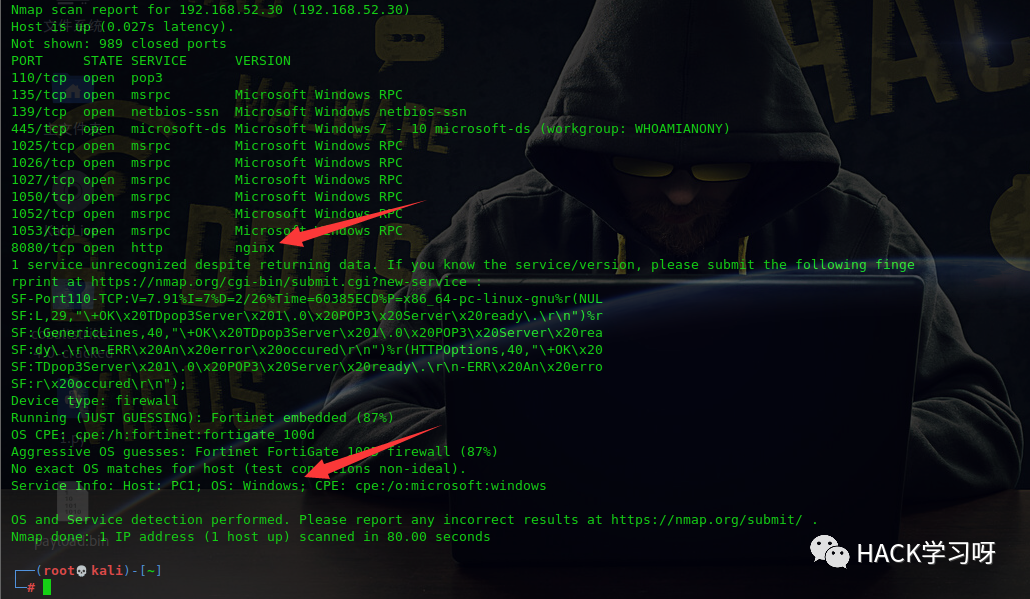 Nmap scan report for 192.168.52.30 (192.168.52.30)
Host is up (0.027s latency).
Not shown: 989 closed ports
PORT     STATE SERVICE      VERSION
110/tcp  open  pop3
135/tcp  open  msrpc        Microsoft Windows RPC
139/tcp  open  netbios-ssn  Microsoft Windows netbios-ssn
445/tcp  open  microsoft-ds Microsoft Windows 7 - 10 microsoft-ds (workgroup: WHOAMIANONY)
1025/tcp open  msrpc        Microsoft Windows RPC
1026/tcp open  msrpc        Microsoft Windows RPC
1027/tcp open  msrpc        Microsoft Windows RPC
1050/tcp open  msrpc        Microsoft Windows RPC
1052/tcp open  msrpc        Microsoft Windows RPC
1053/tcp open  msrpc        Microsoft Windows RPC
8080/tcp open  http         nginx
1 service unrecognized despite returning data. If you know the service/version, please submit the following finge
rprint at https://nmap.org/cgi-bin/submit.cgi?new-service :
SF-Port110-TCP:V=7.91%I=7%D=2/26%Time=60385ECD%P=x86_64-pc-linux-gnu%r(NUL
SF:L,29,"\+OK\x20TDpop3Server\x201\.0\x20POP3\x20Server\x20ready\.\r\n")%r
SF:(GenericLines,40,"\+OK\x20TDpop3Server\x201\.0\x20POP3\x20Server\x20rea
SF:dy\.\r\n-ERR\x20An\x20error\x20occured\r\n")%r(HTTPOptions,40,"\+OK\x20
SF:TDpop3Server\x201\.0\x20POP3\x20Server\x20ready\.\r\n-ERR\x20An\x20erro
SF:r\x20occured\r\n");
Device type: firewall
Running (JUST GUESSING): Fortinet embedded (87%)
OS CPE: cpe:/h:fortinet:fortigate_100d
Aggressive OS guesses: Fortinet FortiGate 100D firewall (87%)
No exact OS matches for host (test conditions non-ideal).
Service Info: Host: PC1; OS: Windows; CPE: cpe:/o:microsoft:windows
OS and Service detection performed. Please report any incorrect results at https://nmap.org/submit/ .
Nmap done: 1 IP address (1 host up) scanned in 80.00 seconds
payload.bin
HACK学习呀
┌──(root💀kali)-[~]
└─#